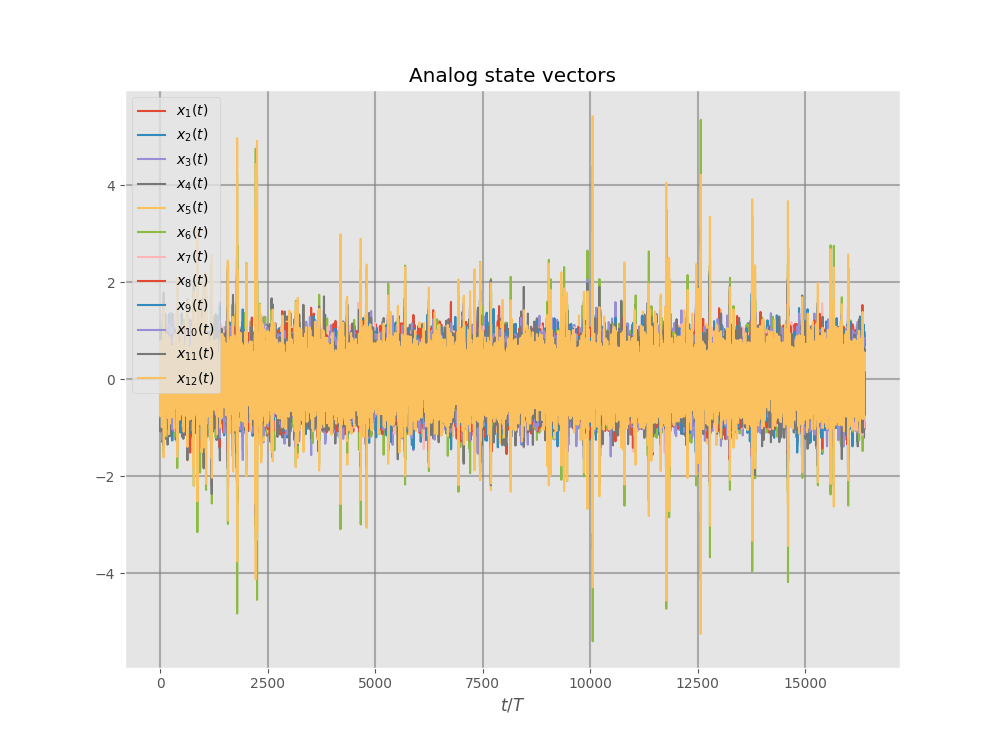 Analog state vectors
x₁(t)
x₂(t)
x₃(t)
x₄(t)
x₅(t)
x₆(t)
x₇(t)
x₈(t)
x₉(t)
x₁₀(t)
x₁₁(t)
x₁₂(t)
4
2
0
−2
−4
0 2500 5000 7500 10000 12500 15000
t/T